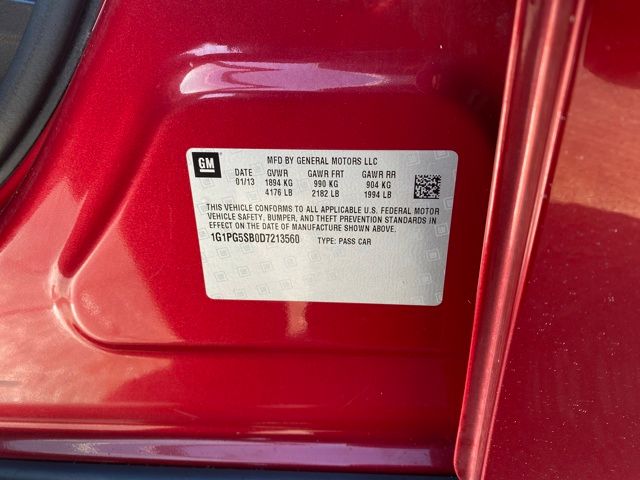 GM
MFD BY GENERAL MOTORS LLC
DATE GVWR GAWR FRT GAWR RR
01/13 1894 KG 990 KG 904 KG
4176 LB 2182 LB 1994 LB
THIS VEHICLE CONFORMS TO ALL APPLICABLE U.S. FEDERAL MOTOR
VEHICLE SAFETY, BUMPER, AND THEFT PREVENTION STANDARDS IN
EFFECT ON THE DATE OF MANUFACTURE SHOWN ABOVE.
1G1PG5SB0D7213560 TYPE: PASS CAR